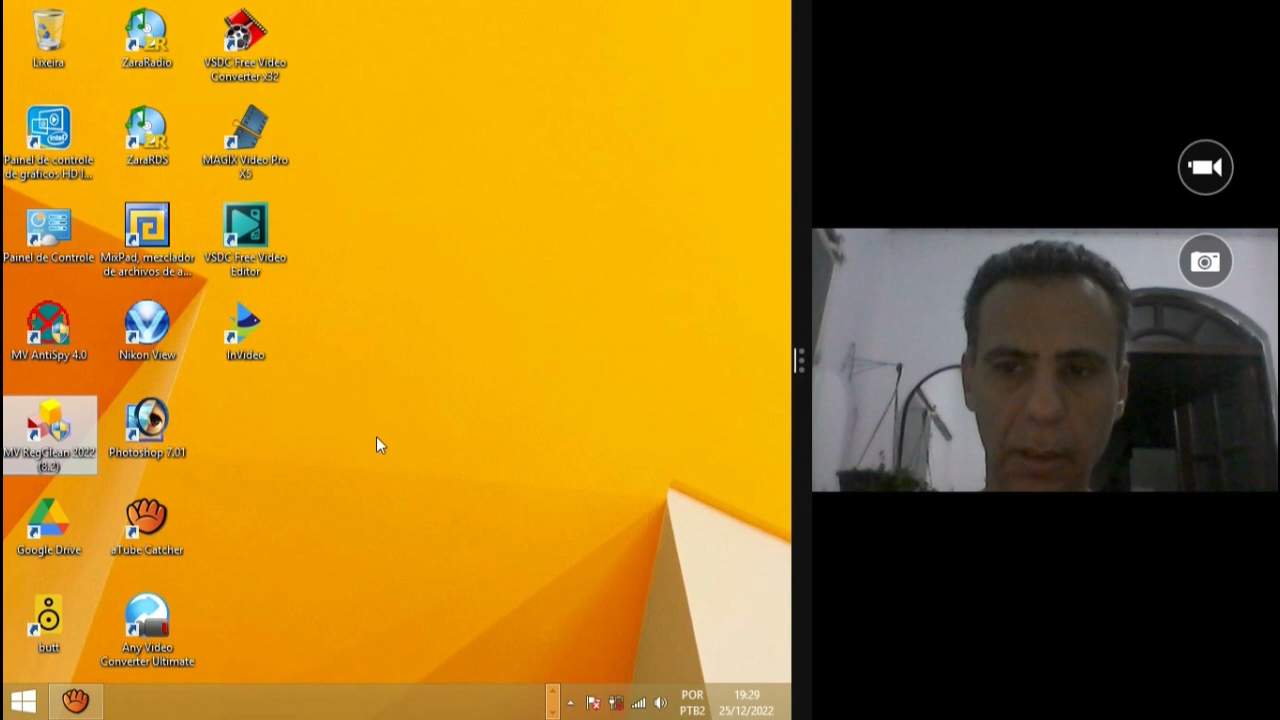 Lixeira
ZaraRadio
VSDC Free Video
Converter x32
Painel de controle
de gráficos HD I...
ZaraRDS
MAGIX Video Pro
X5
Painel de Controle
MixPad, mezclador
de archivos de a...
VSDC Free Video
Editor
MV AntiSpy 4.0
Nikon View
InVideo
MV RegClean 2022
(8.2)
Photoshop 7.01
Google Drive
aTube Catcher
butt
Any Video
Converter Ultimate
POR
PTB2
19:29
25/12/2022